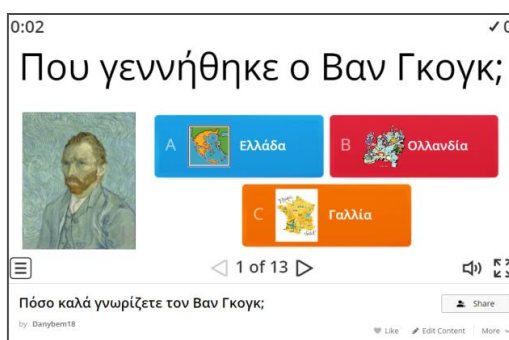 0:02 ✓ 0
Που γεννήθηκε ο Βαν Γκογκ;
A Ελλάδα
B Ολλανδία
C Γαλλία
1 of 13
Πόσο καλά γνωρίζετε τον Βαν Γκογκ;
Share
by Danybem18
Like Edit Content More